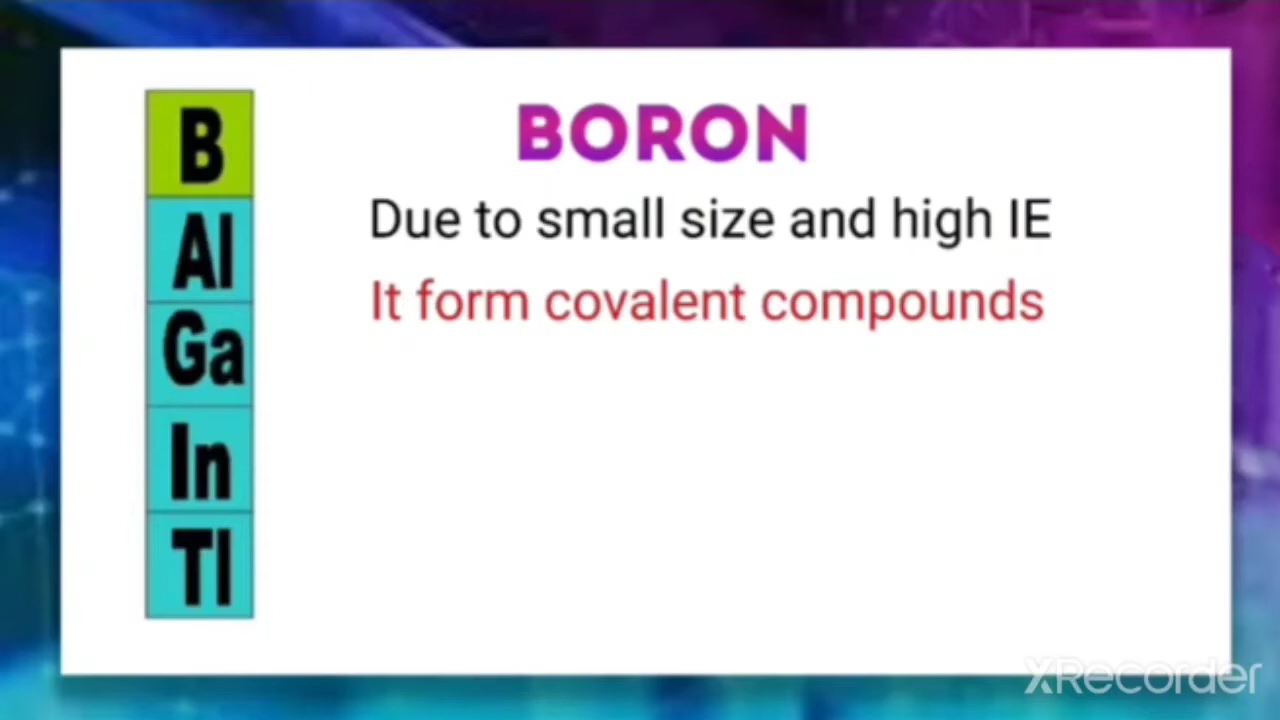 B
Al
Ga
In
Tl
BORON
Due to small size and high IE
It form covalent compounds
XRecorder